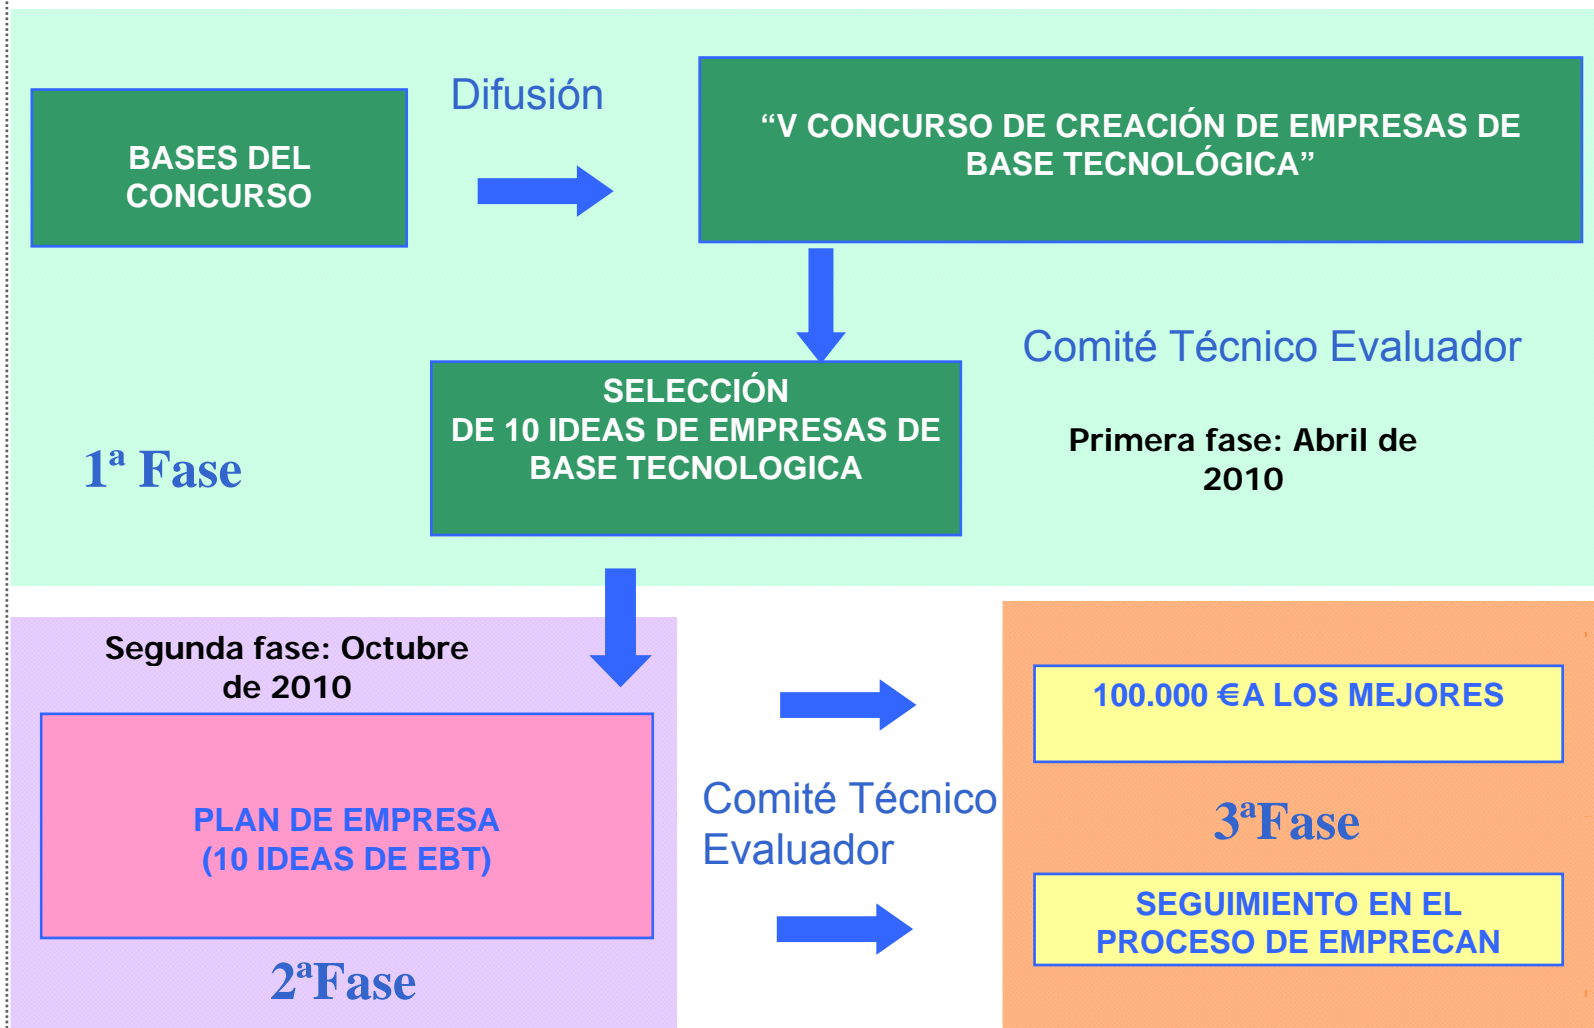 BASES DEL
CONCURSO
Difusión
“V CONCURSO DE CREACIÓN DE EMPRESAS DE
BASE TECNOLÓGICA”
Comité Técnico Evaluador
SELECCIÓN
DE 10 IDEAS DE EMPRESAS DE
BASE TECNOLOGICA
1ª Fase
Primera fase: Abril de
2010
Segunda fase: Octubre
de 2010
PLAN DE EMPRESA
(10 IDEAS DE EBT)
2ªFase
Comité Técnico
Evaluador
100.000 €A LOS MEJORES
3ªFase
SEGUIMIENTO EN EL
PROCESO DE EMPRECAN